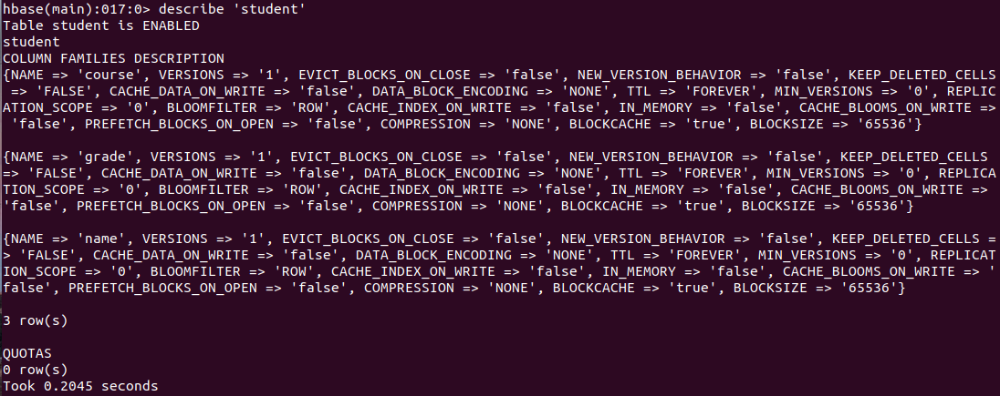 hbase(main):017:0> describe 'student'
Table student is ENABLED
student
COLUMN FAMILIES DESCRIPTION
{NAME => 'course', VERSIONS => '1', EVICT_BLOCKS_ON_CLOSE => 'false', NEW_VERSION_BEHAVIOR => 'false', KEEP_DELETED_CELLS
 => 'FALSE', CACHE_DATA_ON_WRITE => 'false', DATA_BLOCK_ENCODING => 'NONE', TTL => 'FOREVER', MIN_VERSIONS => '0', REPLIC
ATION_SCOPE => '0', BLOOMFILTER => 'ROW', CACHE_INDEX_ON_WRITE => 'false', IN_MEMORY => 'false', CACHE_BLOOMS_ON_WRITE =>
 'false', PREFETCH_BLOCKS_ON_OPEN => 'false', COMPRESSION => 'NONE', BLOCKCACHE => 'true', BLOCKSIZE => '65536'}

{NAME => 'grade', VERSIONS => '1', EVICT_BLOCKS_ON_CLOSE => 'false', NEW_VERSION_BEHAVIOR => 'false', KEEP_DELETED_CELLS
=> 'FALSE', CACHE_DATA_ON_WRITE => 'false', DATA_BLOCK_ENCODING => 'NONE', TTL => 'FOREVER', MIN_VERSIONS => '0', REPLICA
TION_SCOPE => '0', BLOOMFILTER => 'ROW', CACHE_INDEX_ON_WRITE => 'false', IN_MEMORY => 'false', CACHE_BLOOMS_ON_WRITE =>
'false', PREFETCH_BLOCKS_ON_OPEN => 'false', COMPRESSION => 'NONE', BLOCKCACHE => 'true', BLOCKSIZE => '65536'}

{NAME => 'name', VERSIONS => '1', EVICT_BLOCKS_ON_CLOSE => 'false', NEW_VERSION_BEHAVIOR => 'false', KEEP_DELETED_CELLS =
> 'FALSE', CACHE_DATA_ON_WRITE => 'false', DATA_BLOCK_ENCODING => 'NONE', TTL => 'FOREVER', MIN_VERSIONS => '0', REPLICAT
ION_SCOPE => '0', BLOOMFILTER => 'ROW', CACHE_INDEX_ON_WRITE => 'false', IN_MEMORY => 'false', CACHE_BLOOMS_ON_WRITE => '
false', PREFETCH_BLOCKS_ON_OPEN => 'false', COMPRESSION => 'NONE', BLOCKCACHE => 'true', BLOCKSIZE => '65536'}

3 row(s)

QUOTAS
0 row(s)
Took 0.2045 seconds